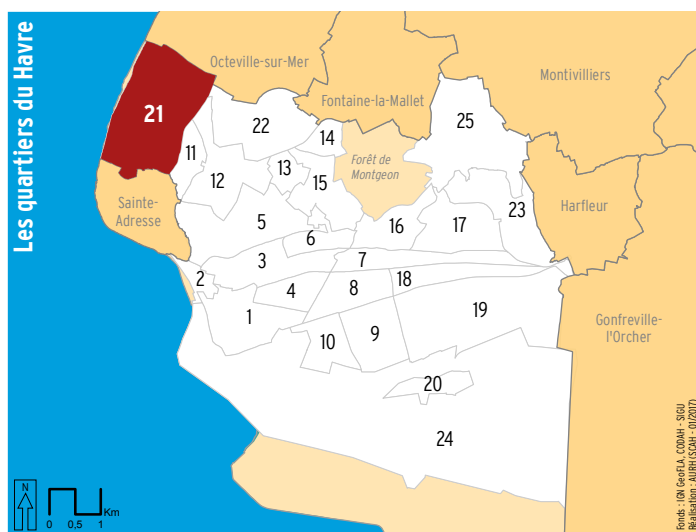 Les quartiers du Havre
Octeville-sur-Mer
Montivilliers
Fontaine-la-Mallet
21
22
14
25
11
13
Forêt de
Montgeon
12
15
Sainte-
Adresse
Harfleur
5
16
17
23
6
3
7
2
18
4
8
1
19
10
9
Gonfreville-
l'Orcher
20
24
N
0 0,5 1 Km
Fonds : IGN GeoFLA, CODAH - SIGU
Réalisation : AURH (SCAH - 01/2017)